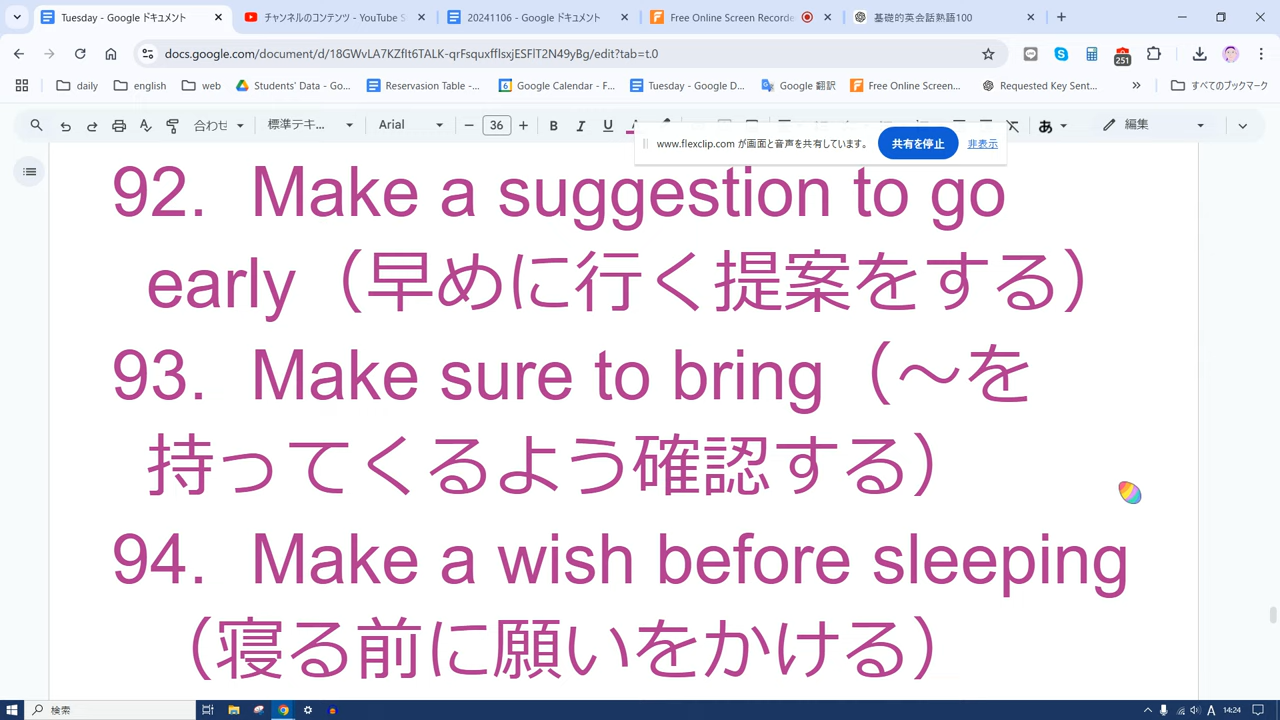 Tuesday - Google ドキュメント
チャンネルのコンテンツ - YouTube S
20241106 - Google ドキュメント
Free Online Screen Recorde
基礎的英会話熟語100
docs.google.com/document/d/18GWvLA7KZflt6TALK-qrFsquxfflsxjESFlT2N49yBg/edit?tab=t.0
251
daily
english
web
Students' Data - Go...
Reservasion Table -...
Google Calendar - F...
Tuesday - Google D...
Google 翻訳
Free Online Screen...
Requested Key Sent...
すべてのブックマーク
合わせ
標準テキ...
Arial
36
B
I
U
あ
編集
www.flexclip.com が画面と音声を共有しています。
共有を停止
非表示
92. Make a suggestion to go
early（早めに行く提案をする）
93. Make sure to bring（～を
持ってくるよう確認する）
94. Make a wish before sleeping
（寝る前に願いをかける）
検索
A
14:24